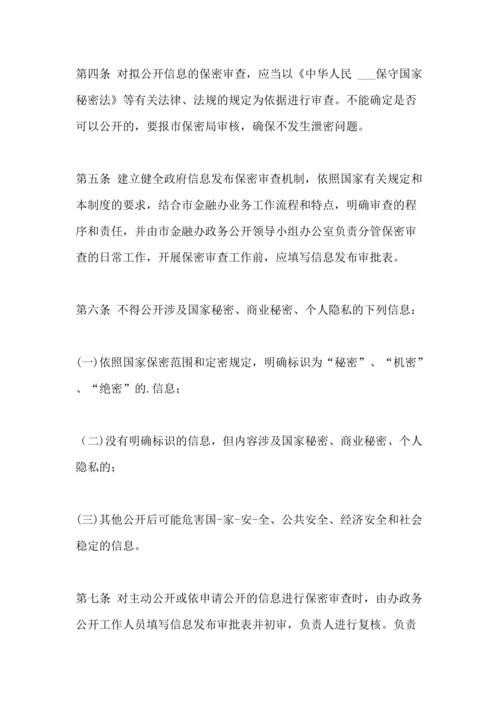 第四条 对拟公开信息的保密审查，应当以《中华人民 ___保守国家
秘密法》等有关法律、法规的规定为依据进行审查。不能确定是否
可以公开的，要报市保密局审核，确保不发生泄密问题。
第五条 建立健全政府信息发布保密审查机制，依照国家有关规定和
本制度的要求，结合市金融办业务工作流程和特点，明确审查的程
序和责任，并由市金融办政务公开领导小组办公室负责分管保密审
查的日常工作，开展保密审查工作前，应填写信息发布审批表。
第六条 不得公开涉及国家秘密、商业秘密、个人隐私的下列信息：
(一)依照国家保密范围和定密规定，明确标识为“秘密”、“机密”
、“绝密”的.信息；
（二)没有明确标识的信息，但内容涉及国家秘密、商业秘密、个人
隐私的；
(三)其他公开后可能危害国-家-安-全、公共安全、经济安全和社会
稳定的信息。
第七条 对主动公开或依申请公开的信息进行保密审查时，由办政务
公开工作人员填写信息发布审批表并初审，负责人进行复核。负责